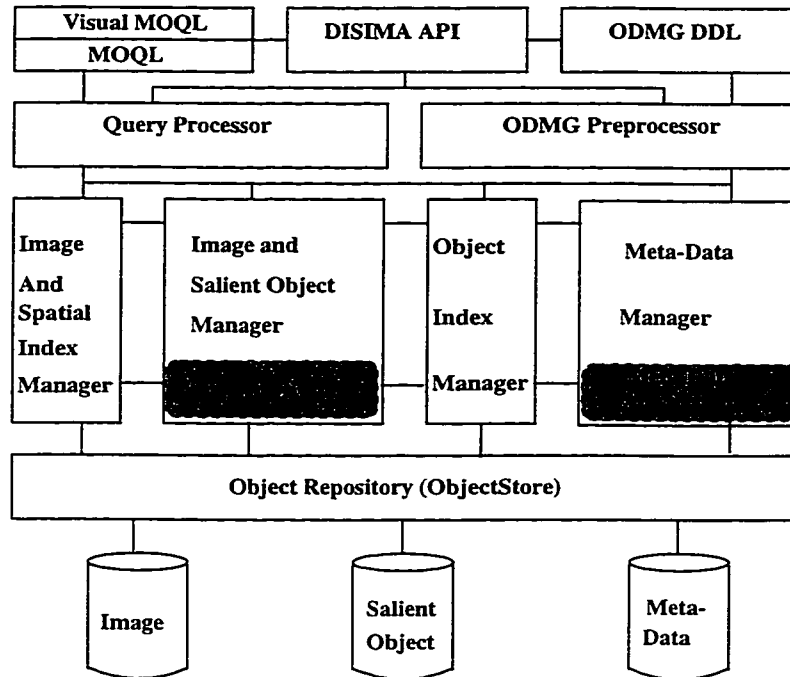 Visual MOQL
MOQL
DISIMA API
ODMG DDL
Query Processor
ODMG Preprocessor
Image
And
Spatial
Index
Manager
Image and
Salient Object
Manager
Object
Index
Manager
Meta-Data
Manager
Object Repository (ObjectStore)
Image
Salient
Object
Meta-
Data